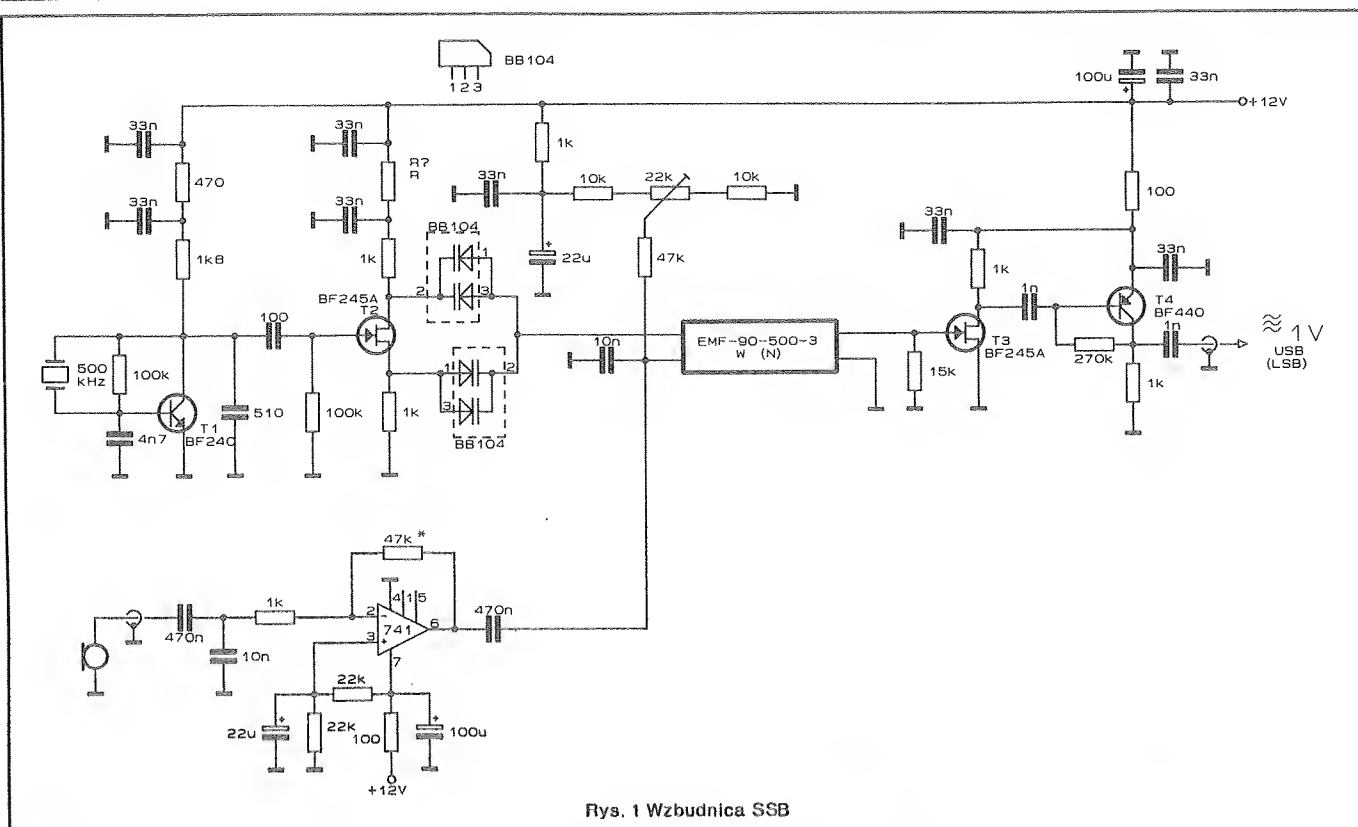 BB104
1 2 3
100u
+
33n
+12V
33n
470
33n
1k8
33n
R?
R
33n
1k
1k
33n
10k
22k
10k
+
22u
47k
100
33n
1k
33n
BB104
1
2
3
BF245A
T2
100
500
kHz
100k
T1
4n7
510
100k
1k
1
2
3
BB104
10n
EMF-90-500-3
W (N)
15k
T3
BF245A
1n
270k
T4
BF440
1n
1k
≈ 1V
USB
(LSB)
47k *
1k
470n
10n
2
-
3
+
741
4
1
5
6
7
470n
22k
+
22u
22k
100
+
100u
+12V
Rys. 1 Wzbudnica SSB